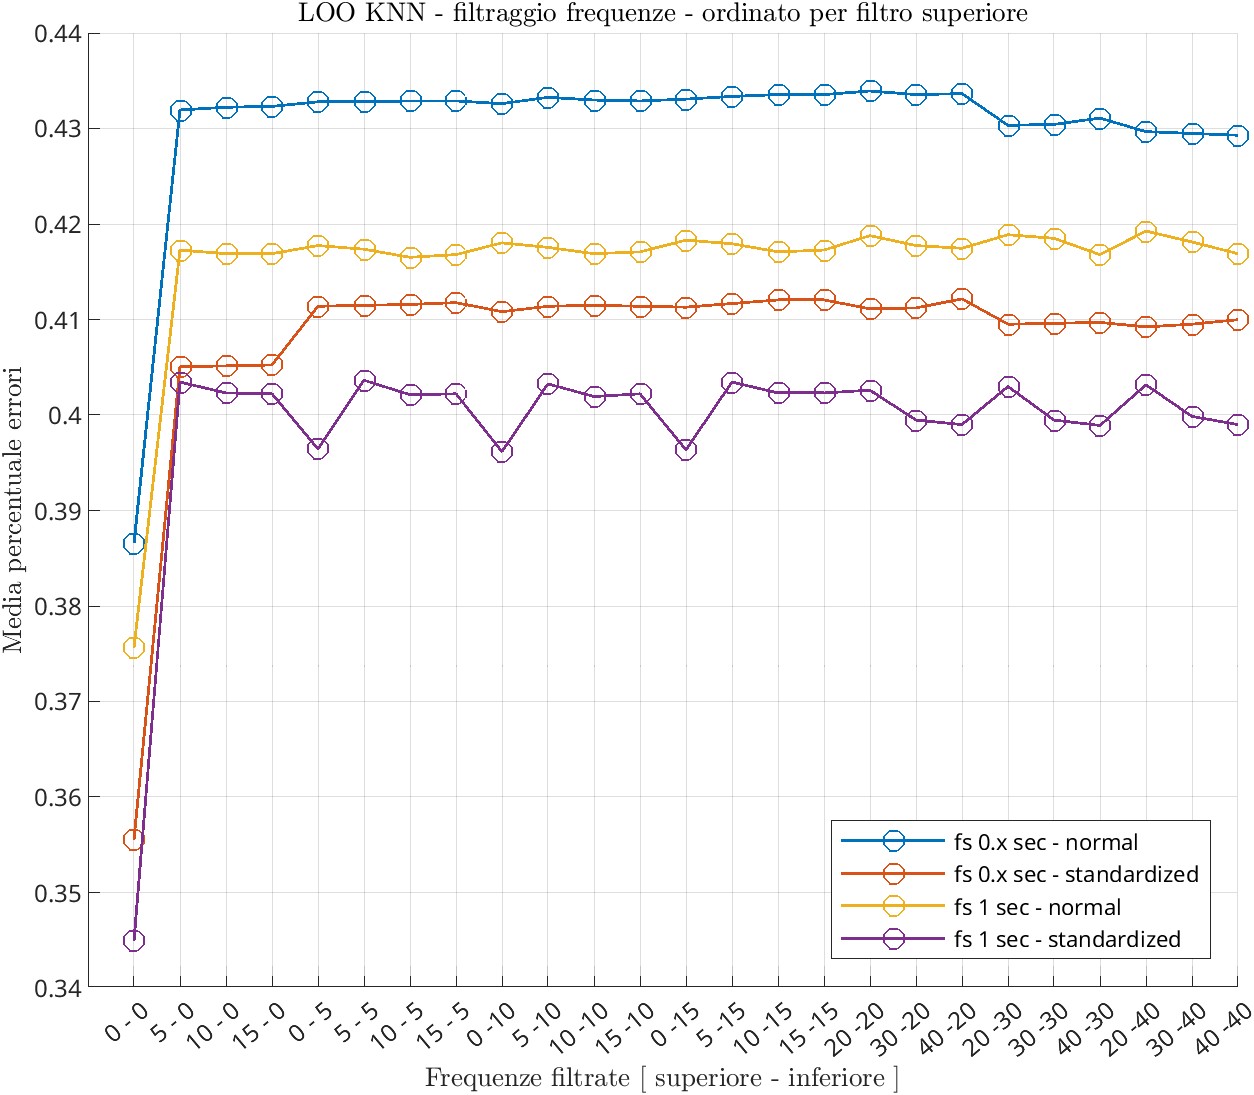 LOO KNN - filtraggio frequenze - ordinato per filtro superiore
0.44
0.43
0.42
0.41
0.4
0.39
0.38
0.37
0.36
0.35
0.34
Media percentuale errori
fs 0.x sec - normal
fs 0.x sec - standardized
fs 1 sec - normal
fs 1 sec - standardized
0 - 0
5 - 0
10 - 0
15 - 0
0 - 5
5 - 5
10 - 5
15 - 5
0 -10
5 -10
10 -10
15 -10
0 -15
5 -15
10 -15
15 -15
20 -20
30 -20
40 -20
20 -30
30 -30
40 -30
20 -40
30 -40
40 -40
Frequenze filtrate [ superiore - inferiore ]